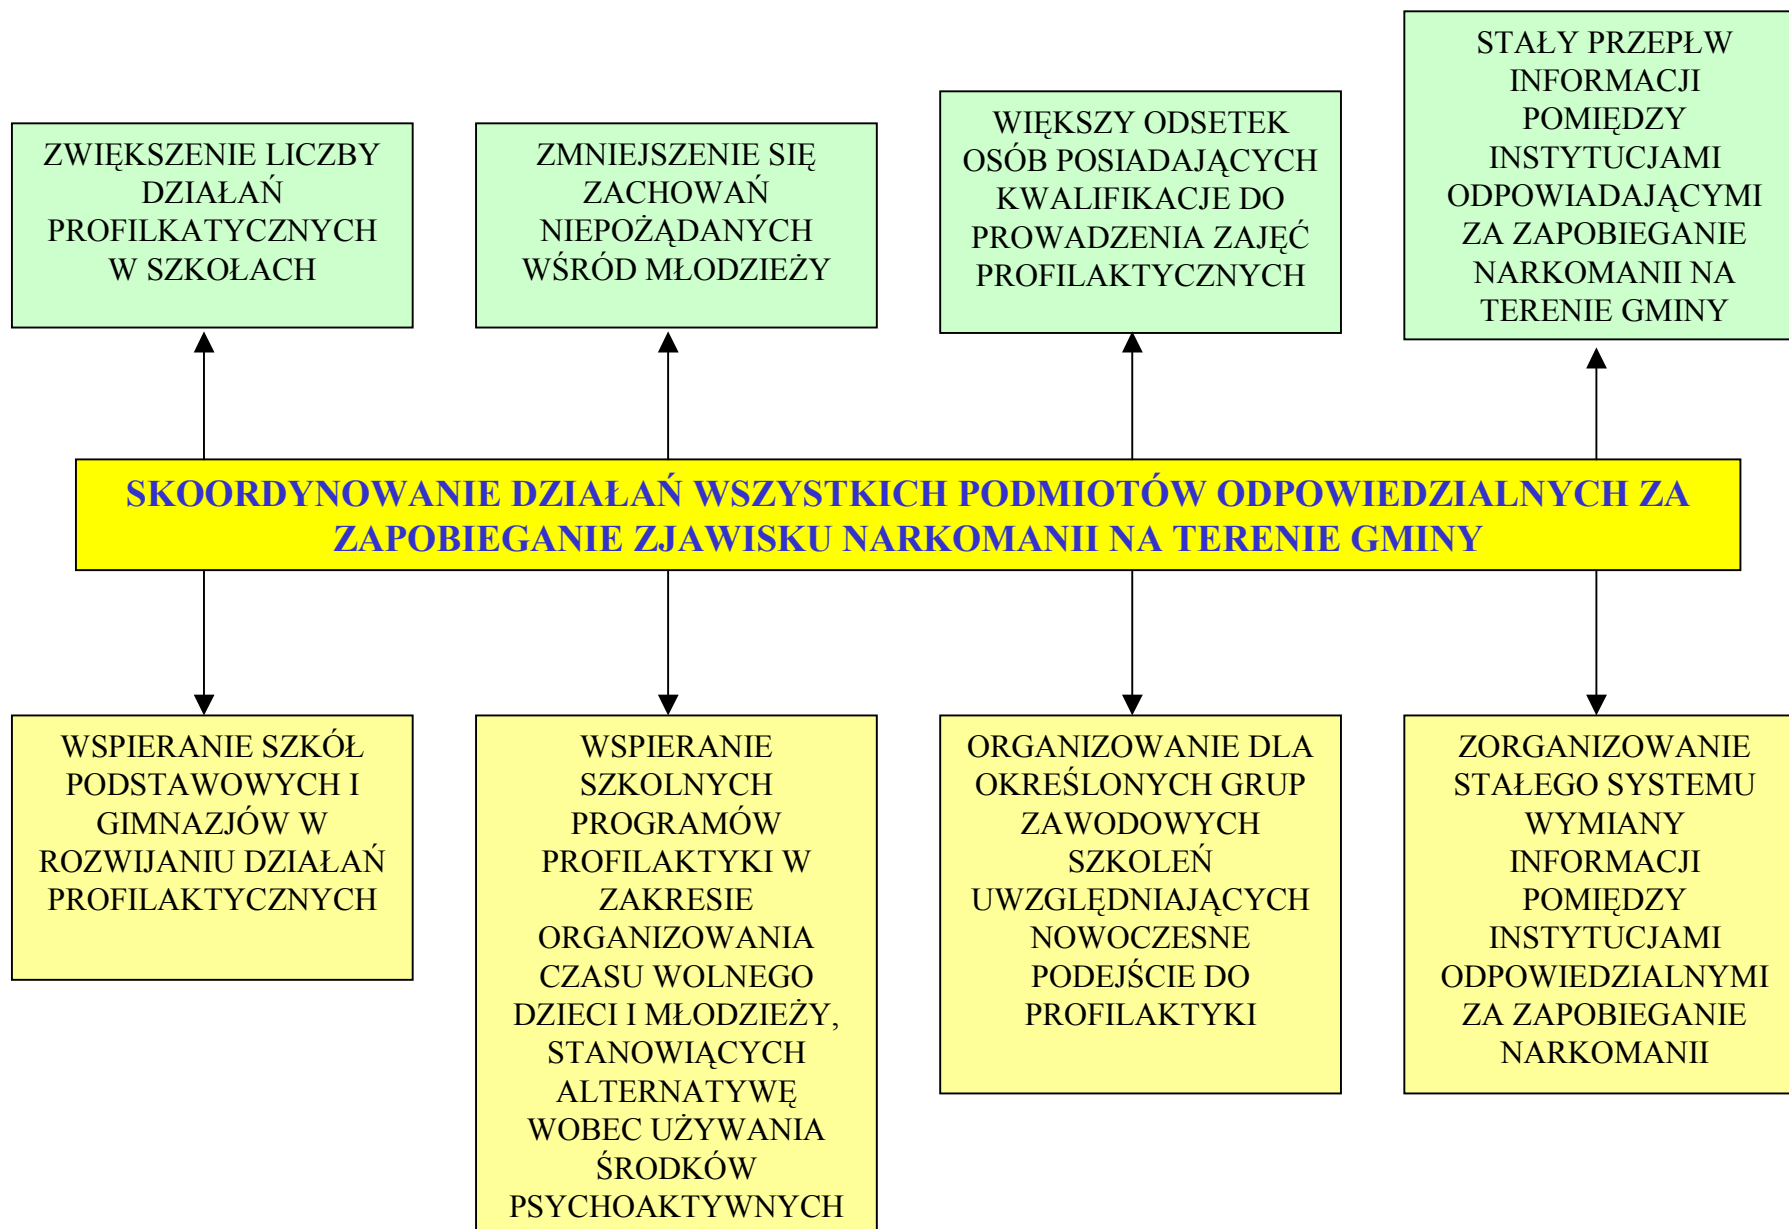 ZWIĘKSZENIE LICZBY
DZIAŁAŃ
PROFILKATYCZNYCH
W SZKOŁACH
ZMNIEJSZENIE SIĘ
ZACHOWAŃ
NIEPOŻĄDANYCH
WŚRÓD MŁODZIEŻY
WIĘKSZY ODSETEK
OSÓB POSIADAJĄCYCH
KWALIFIKACJE DO
PROWADZENIA ZAJĘĆ
PROFILAKTYCZNYCH
STAŁY PRZEPŁW
INFORMACJI
POMIĘDZY
INSTYTUCJAMI
ODPOWIADAJĄCYMI
ZA ZAPOBIEGANIE
NARKOMANII NA
TERENIE GMINY
SKOORDYNOWANIE DZIAŁAŃ WSZYSTKICH PODMIOTÓW ODPOWIEDZIALNYCH ZA
ZAPOBIEGANIE ZJAWISKU NARKOMANII NA TERENIE GMINY
WSPIERANIE SZKÓŁ
PODSTAWOWYCH I
GIMNAZJÓW W
ROZWIJANIU DZIAŁAŃ
PROFILAKTYCZNYCH
WSPIERANIE
SZKOLNYCH
PROGRAMÓW
PROFILAKTYKI W
ZAKRESIE
ORGANIZOWANIA
CZASU WOLNEGO
DZIECI I MŁODZIEŻY,
STANOWIĄCYCH
ALTERNATYWĘ
WOBEC UŻYWANIA
ŚRODKÓW
PSYCHOAKTYWNYCH
ORGANIZOWANIE DLA
OKREŚLONYCH GRUP
ZAWODOWYCH
SZKOLEŃ
UWZGLĘDNIAJĄCYCH
NOWOCZESNE
PODEJŚCIE DO
PROFILAKTYKI
ZORGANIZOWANIE
STAŁEGO SYSTEMU
WYMIANY
INFORMACJI
POMIĘDZY
INSTYTUCJAMI
ODPOWIEDZIALNYMI
ZA ZAPOBIEGANIE
NARKOMANII